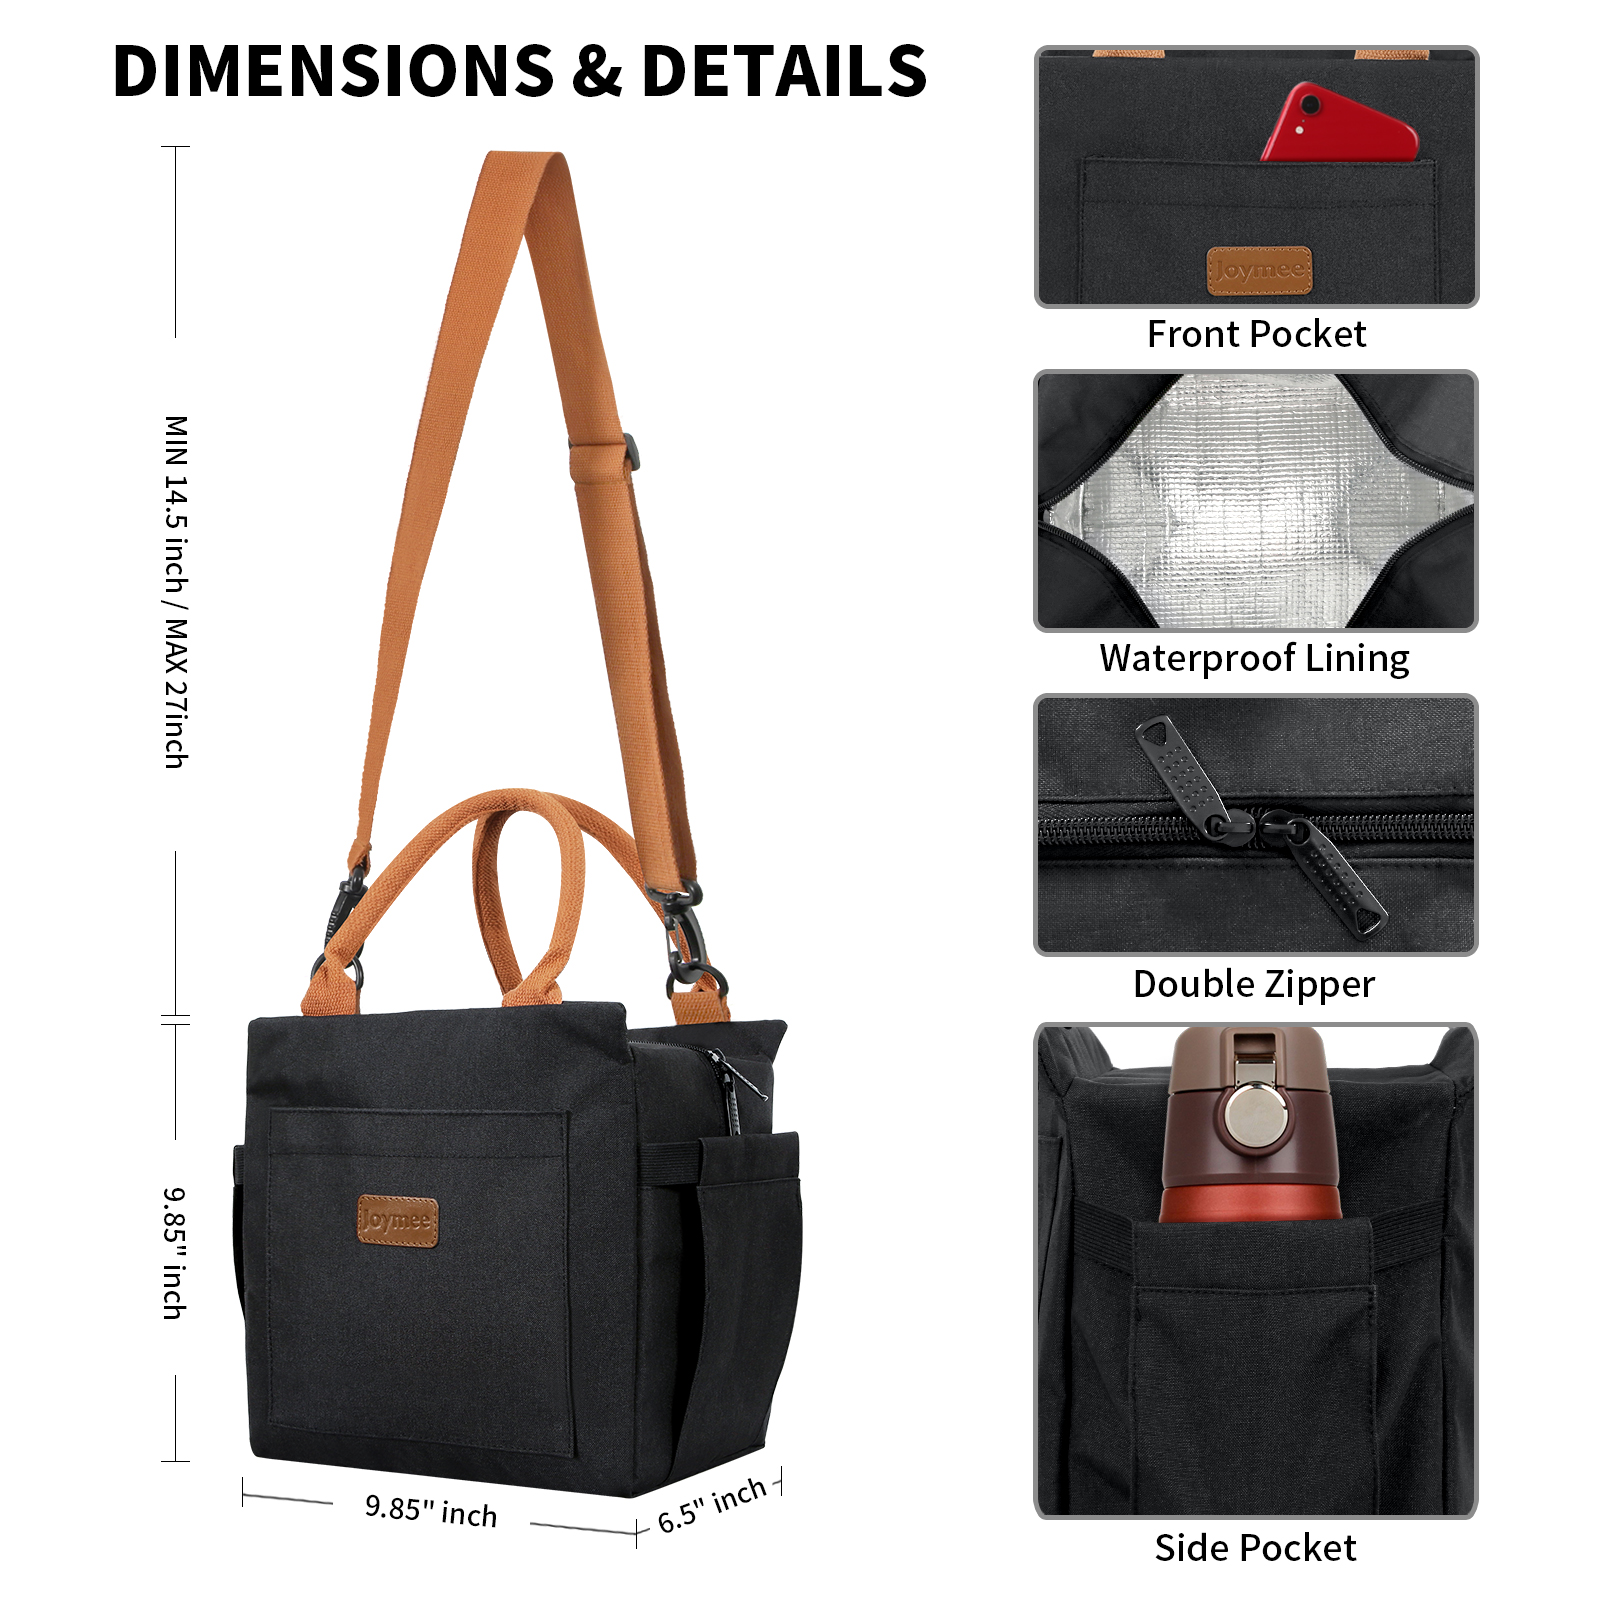 DIMENSIONS & DETAILS
MIN 14.5 inch / MAX 27inch
9.85" inch
9.85" inch
6.5" inch
Joymee
Joymee
Front Pocket
Waterproof Lining
Double Zipper
Side Pocket